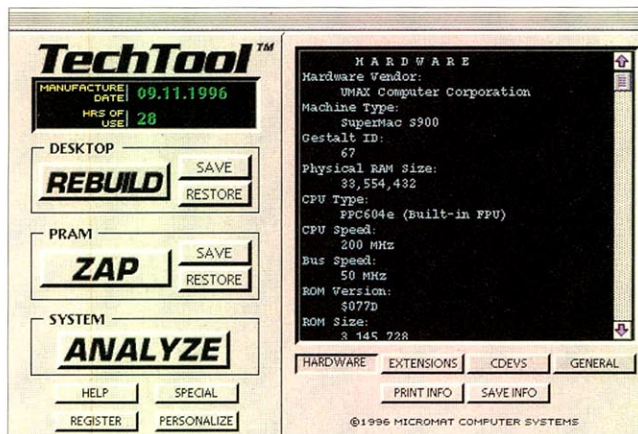 TechTool™
MANUFACTURE DATE 09.11.1996
HRS OF USE 28
DESKTOP
REBUILD
SAVE
RESTORE
PRAM
ZAP
SAVE
RESTORE
SYSTEM
ANALYZE
HELP
SPECIAL
REGISTER
PERSONALIZE
HARDWARE
Hardware Vendor:
UMAX Computer Corporation
Machine Type:
SuperMac S900
Gestalt ID:
67
Physical RAM Size:
33,554,432
CPU Type:
PPC604e (Built-in FPU)
CPU Speed:
200 MHz
Bus Speed:
50 MHz
ROM Version:
$077D
ROM Size:
3,145,728
HARDWARE
EXTENSIONS
CDEVS
GENERAL
PRINT INFO
SAVE INFO
©1996 MICROMAT COMPUTER SYSTEMS